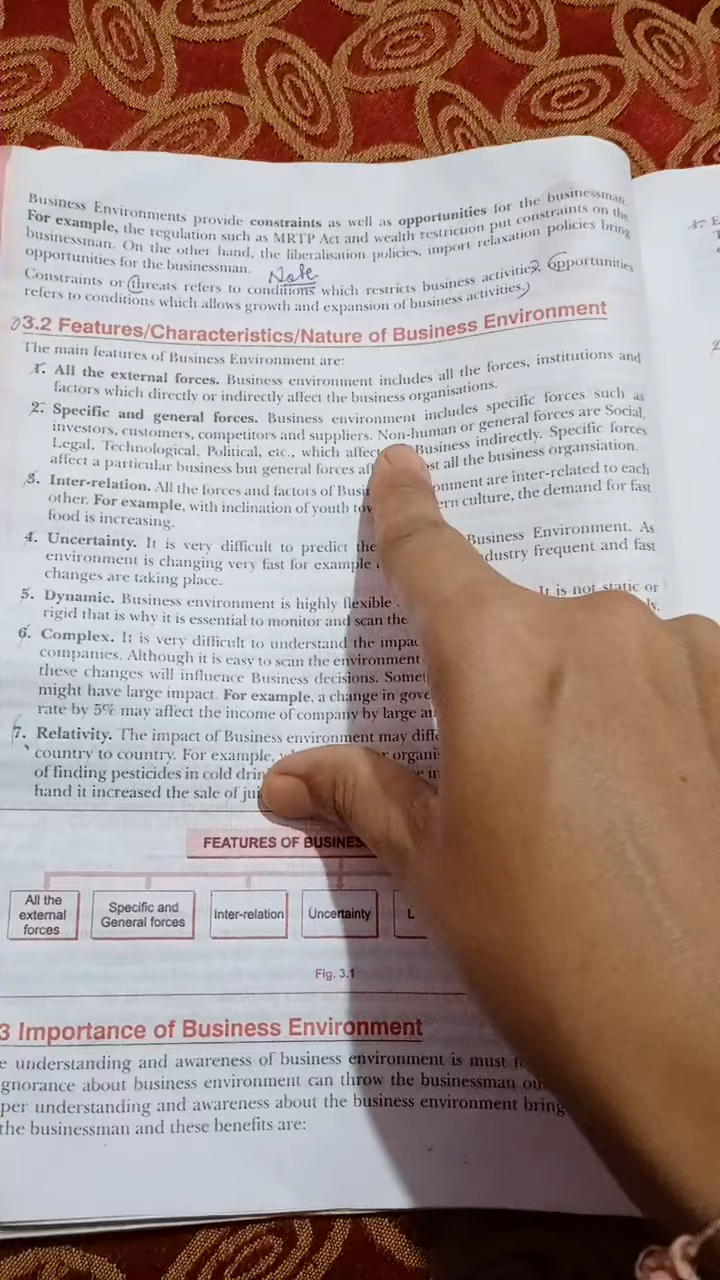 Business Environments provide constraints as well as opportunities for the businessman.
For example, the regulation such as MRTP Act and wealth restriction put constraints on the
businessman. On the other hand, the liberalisation policies, import relaxation policies bring
opportunities for the businessman.
Note
Constraints or threats refers to conditions which restricts business activities. Opportunities
refers to conditions which allows growth and expansion of business activities.
3.2 Features/Characteristics/Nature of Business Environment
The main features of Business Environment are:
1. All the external forces. Business environment includes all the forces, institutions and
factors which directly or indirectly affect the business organisations.
2. Specific and general forces. Business environment includes specific forces such as
investors, customers, competitors and suppliers. Non-human or general forces are Social,
Legal, Technological, Political, etc., which affect Business indirectly. Specific forces
affect a particular business but general forces all the business organsiation.
3. Inter-relation. All the forces and factors of are inter-related to each
other. For example, with inclination of youth culture, the demand for fast
food is increasing.
4. Uncertainty. It is very difficult to predict the Business Environment. As
environment is changing very fast for example frequent and fast
changes are taking place.
5. Dynamic. Business environment is highly flexible It is not static or
rigid that is why it is essential to monitor and scan the
6. Complex. It is very difficult to understand the
companies. Although it is easy to scan the environment
these changes will influence Business decisions.
might have large impact. For example, a change in
rate by 5% may affect the income of company by large
7. Relativity. The impact of Business environment may
country to country. For example,
of finding pesticides in cold in
hand it increased the sale of
FEATURES OF
All the
external
forces
Specific and
General forces
Inter-relation
Uncertainty
Fig. 3.1
3 Importance of Business Environment
understanding and awareness of business environment is must
about business environment can throw the businessman
understanding and awareness about the business environment bring
the businessman and these benefits are: